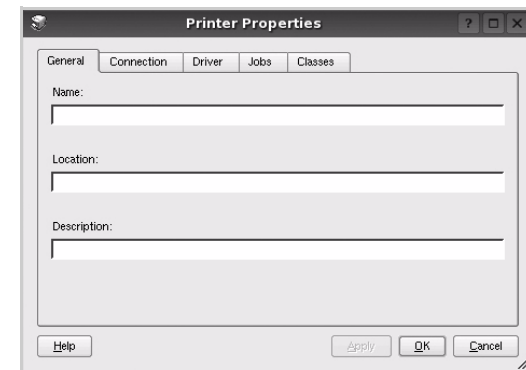 Printer Properties
?
General Connection Driver Jobs Classes
Name:
Location:
Description:
Help Apply OK Cancel